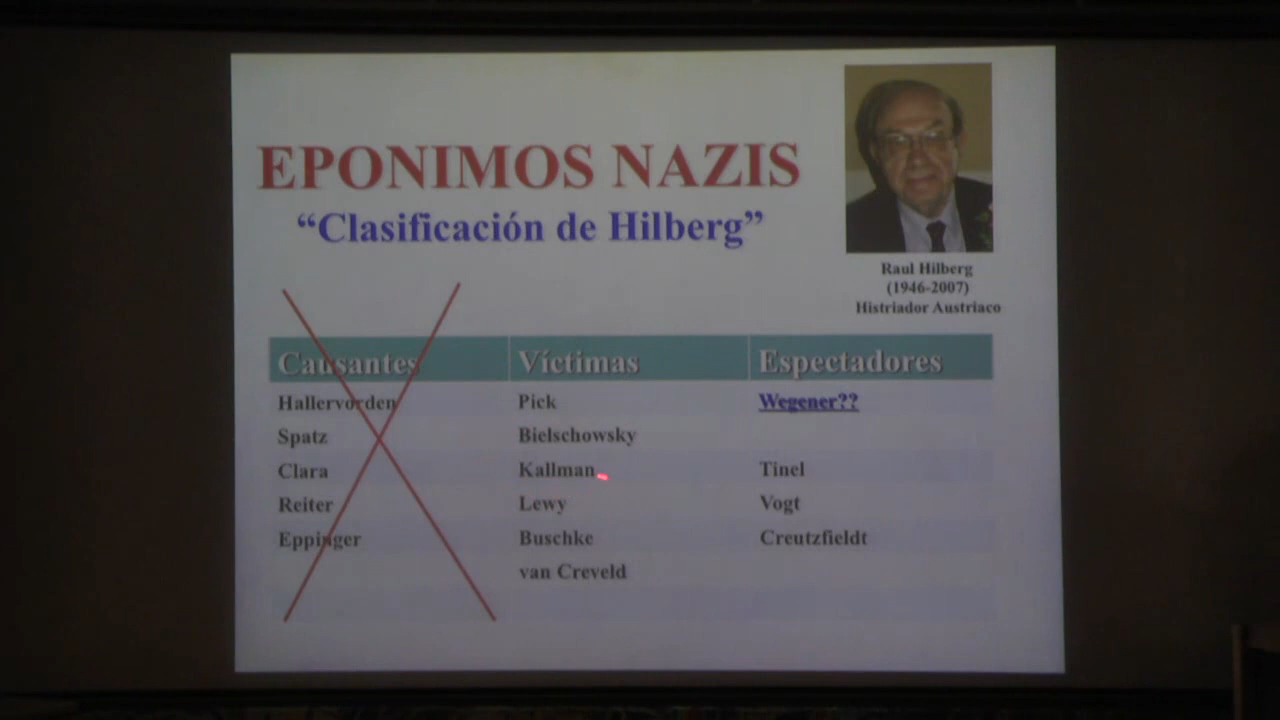 EPONIMOS NAZIS
“Clasificación de Hilberg”
Raul Hilberg
(1946-2007)
Histriador Austriaco
Causantes Víctimas Espectadores
Hallervorden Pick Wegener??
Spatz Bielschowsky
Clara Kallman Tinel
Reiter Lewy Vogt
Eppinger Buschke Creutzfieldt
van Creveld